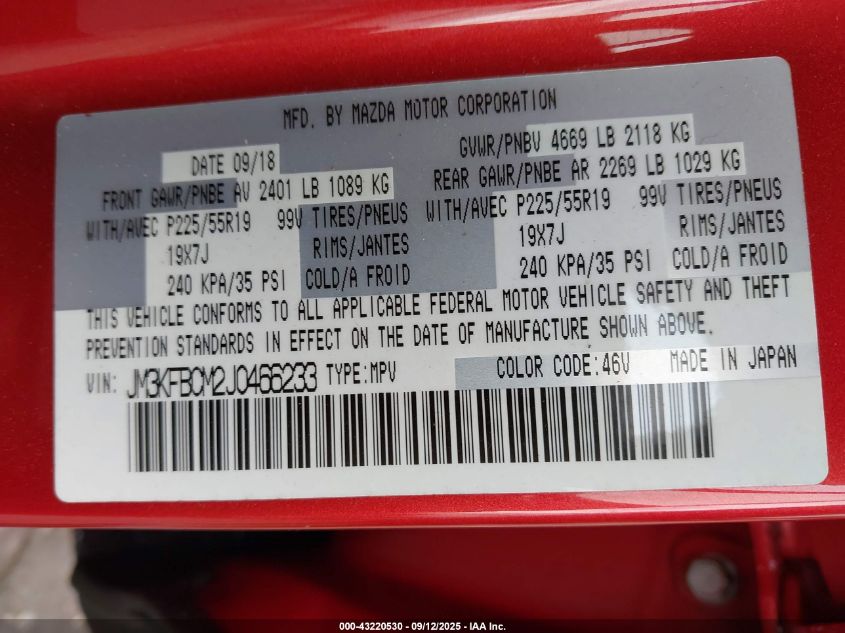 MFD. BY MAZDA MOTOR CORPORATION
DATE 09/18 GVWR/PNBV 4669 LB 2118 KG
FRONT GAWR/PNBE AV 2401 LB 1089 KG REAR GAWR/PNBE AR 2269 LB 1029 KG
WITH/AVEC P225/55R19 99V TIRES/PNEUS WITH/AVEC P225/55R19 99V TIRES/PNEUS
19X7J RIMS/JANTES 19X7J RIMS/JANTES
240 KPA/35 PSI COLD/A FROID 240 KPA/35 PSI COLD/A FROID
THIS VEHICLE CONFORMS TO ALL APPLICABLE FEDERAL MOTOR VEHICLE SAFETY AND THEFT
PREVENTION STANDARDS IN EFFECT ON THE DATE OF MANUFACTURE SHOWN ABOVE.
VIN: JM3KFBCM2J0466233 TYPE:MPV COLOR CODE:46V MADE IN JAPAN
000-43220530 - 09/12/2025 - IAA Inc.